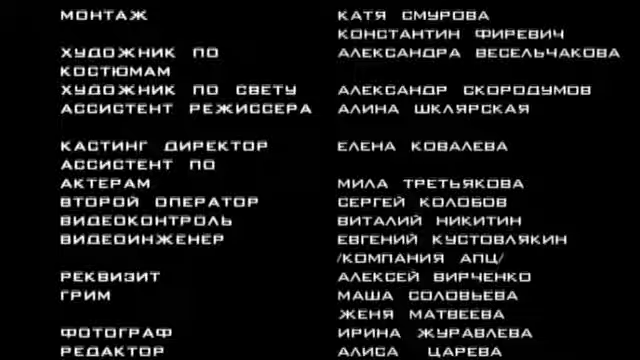 МОНТАЖ КАТЯ СМУРОВА
КОНСТАНТИН ФИРЕВИЧ
ХУДОЖНИК ПО АЛЕКСАНДРА ВЕСЕЛЬЧАКОВА
КОСТЮМАМ
ХУДОЖНИК ПО СВЕТУ АЛЕКСАНДР СКОРОДУМОВ
АССИСТЕНТ РЕЖИССЕРА АЛИНА ШКЛЯРСКАЯ
КАСТИНГ ДИРЕКТОР ЕЛЕНА КОВАЛЕВА
АССИСТЕНТ ПО
АКТЕРАМ МИЛА ТРЕТЬЯКОВА
ВТОРОЙ ОПЕРАТОР СЕРГЕЙ КОЛОБОВ
ВИДЕОКОНТРОЛЬ ВИТАЛИЙ НИКИТИН
ВИДЕОИНЖЕНЕР ЕВГЕНИЙ КУСТОВЛЯКИН
/КОМПАНИЯ АПЦ/
РЕКВИЗИТ АЛЕКСЕЙ ВИРЧЕНКО
ГРИМ МАША СОЛОВЬЕВА
ЖЕНЯ МАТВЕЕВА
ФОТОГРАФ ИРИНА ЖУРАВЛЕВА
РЕДАКТОР АЛИСА ЦАРЕВА